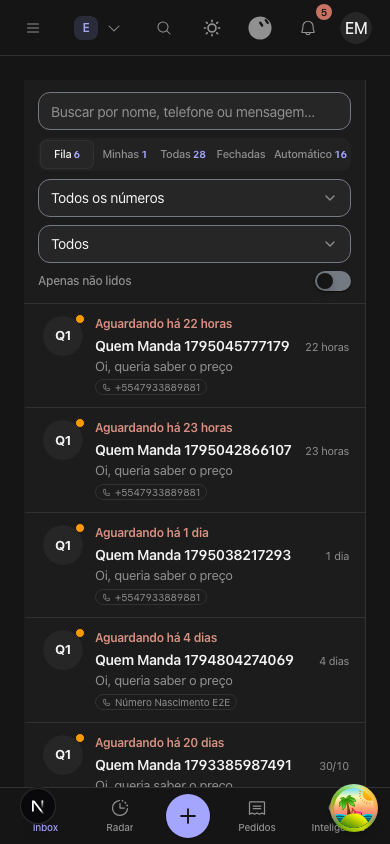 E
5
EM
Buscar por nome, telefone ou mensagem...
Fila 6 Minhas 1 Todas 28 Fechadas Automático 16
Todos os números
Todos
Apenas não lidos
Aguardando há 22 horas
Q1 Quem Manda 1795045777179 22 horas
Oi, queria saber o preço
+5547933889881
Aguardando há 23 horas
Q1 Quem Manda 1795042866107 23 horas
Oi, queria saber o preço
+5547933889881
Aguardando há 1 dia
Q1 Quem Manda 1795038217293 1 dia
Oi, queria saber o preço
+5547933889881
Aguardando há 4 dias
Q1 Quem Manda 1794804274069 4 dias
Oi, queria saber o preço
Número Nascimento E2E
Aguardando há 20 dias
Q1 Quem Manda 1793385987491 30/10
Oi, queria saber o preço
N
Inbox Radar Pedidos